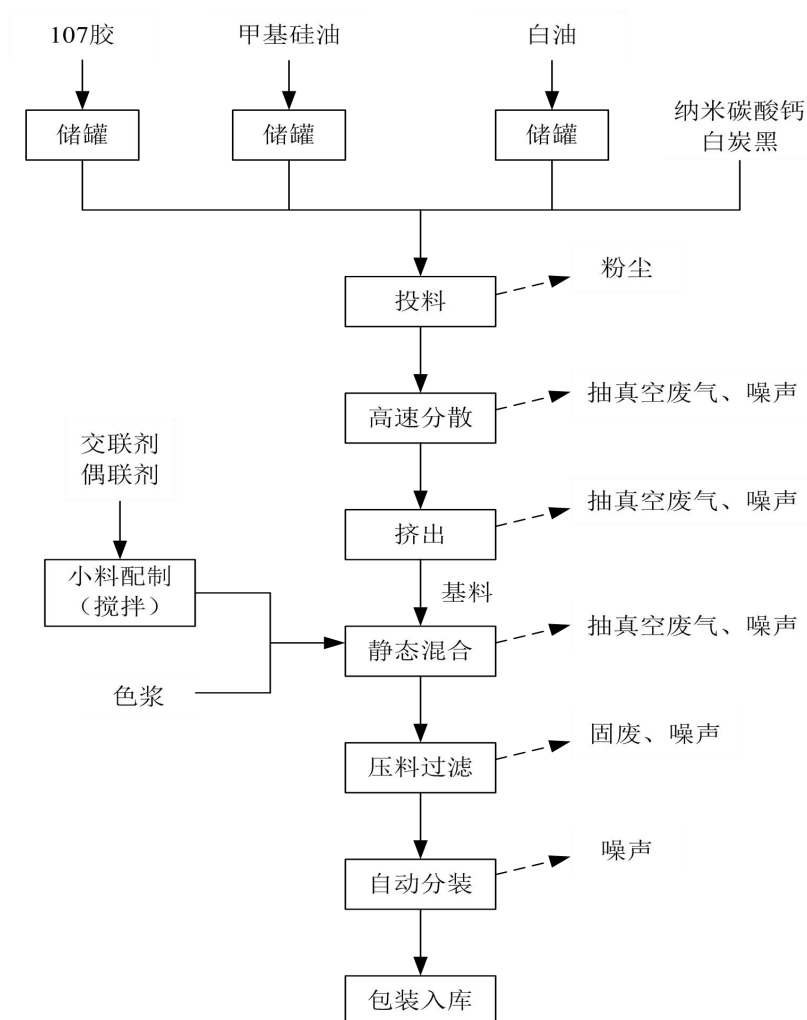 107胶
甲基硅油
白油
储罐
储罐
储罐
纳米碳酸钙
白炭黑
投料
粉尘
高速分散
抽真空废气、噪声
交联剂
偶联剂
挤出
抽真空废气、噪声
小料配制
（搅拌）
基料
静态混合
抽真空废气、噪声
色浆
压料过滤
固废、噪声
自动分装
噪声
包装入库